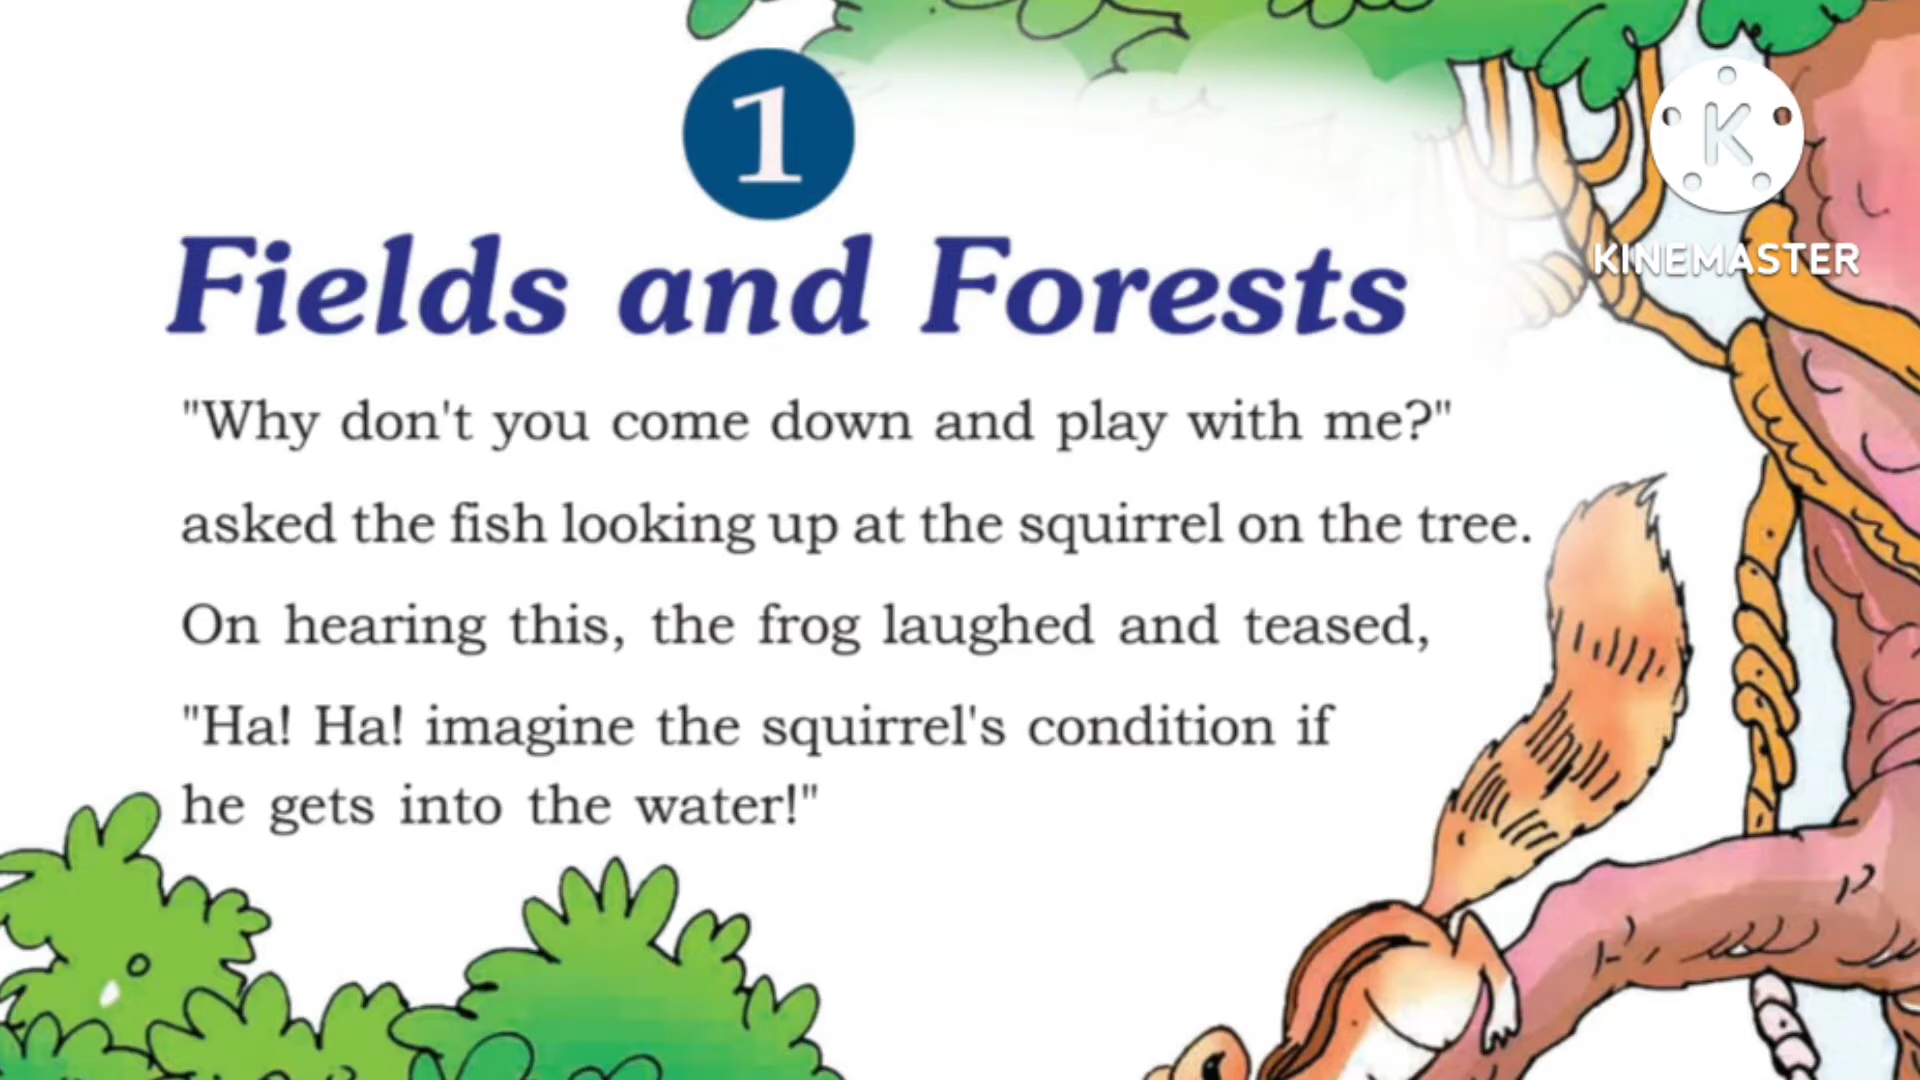 1
K
KINEMASTER
Fields and Forests
"Why don't you come down and play with me?"
asked the fish looking up at the squirrel on the tree.
On hearing this, the frog laughed and teased,
"Ha! Ha! imagine the squirrel's condition if
he gets into the water!"